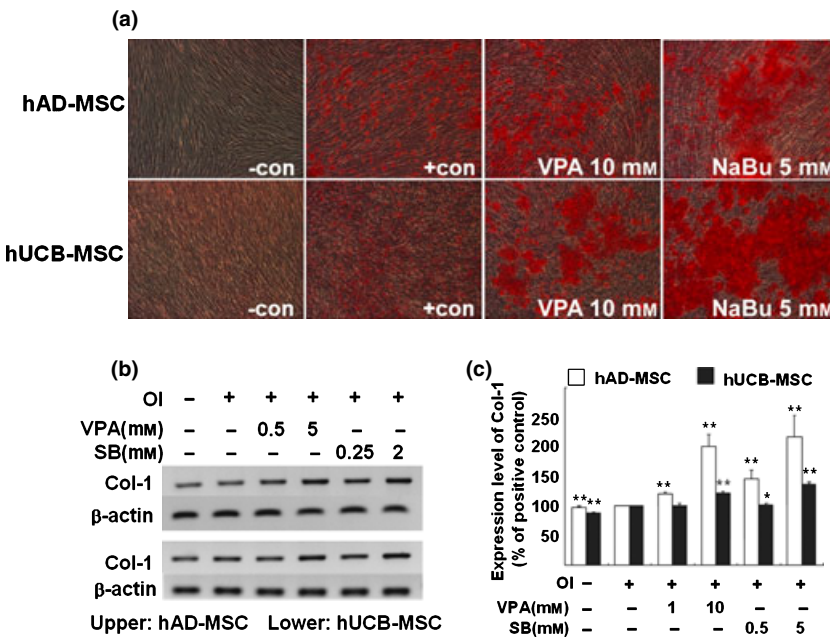 (a)
hAD-MSC
-con
+con
VPA 10 mM
NaBu 5 mM
hUCB-MSC
-con
+con
VPA 10 mM
NaBu 5 mM
(b)
OI – + + + + +
VPA(mM) – – 0.5 5 – –
SB(mM) – – – – 0.25 2
Col-1
β-actin
Col-1
β-actin
Upper: hAD-MSC Lower: hUCB-MSC
(c)
hAD-MSC hUCB-MSC
Expression level of Col-1
(% of positive control)
250
200
150
100
50
** ** ** ** ** ** * ** **
OI – + + + + +
VPA(mM) – – 1 10 – –
SB(mM) – – – – 0.5 5